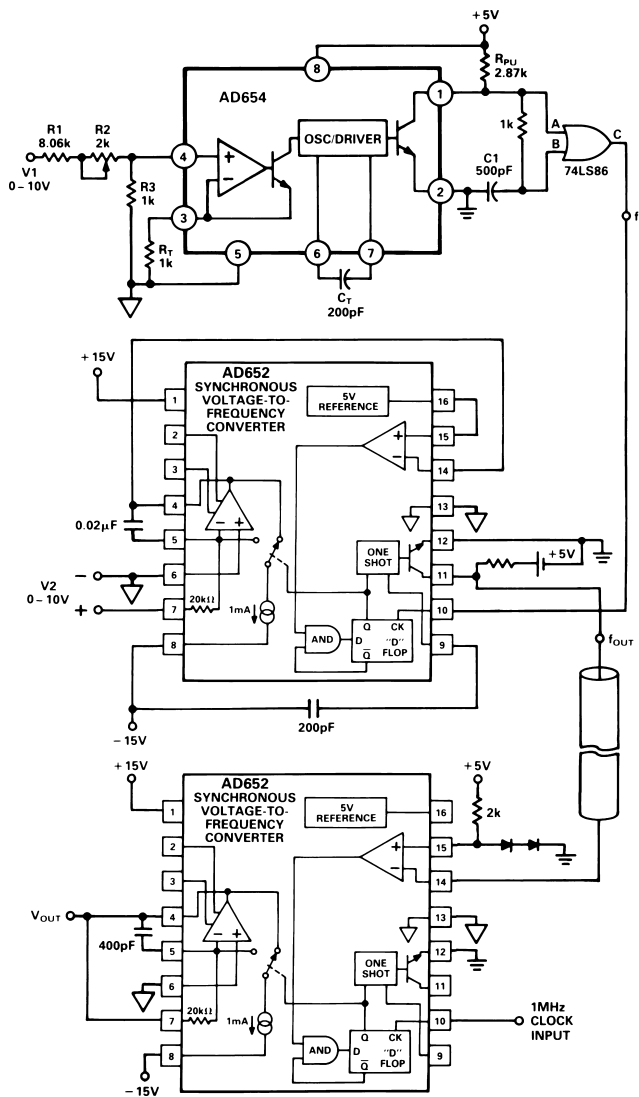 +5V
RPU
2.87k
8
AD654
1
R1
8.06k
R2
2k
OSC/DRIVER
1k
A
B
C
V1
0 – 10V
4
+
–
R3
1k
3
RT
1k
2
C1
500pF
74LS86
f
5
6
7
CT
200pF
+ 15V
AD652
SYNCHRONOUS
VOLTAGE-TO-
FREQUENCY
CONVERTER
5V
REFERENCE
1
2
3
4
5
6
7
8
16
15
14
13
12
11
10
9
+
–
0.02μF
– +
V2
0 – 10V
–
+
20kΩ
1mA
ONE
SHOT
AND
D
Q
CK
"D"
FLOP
Q̅
+5V
fOUT
– 15V
200pF
+ 15V
AD652
SYNCHRONOUS
VOLTAGE-TO-
FREQUENCY
CONVERTER
5V
REFERENCE
1
2
3
4
5
6
7
8
16
15
14
13
12
11
10
9
+5V
2k
+
–
VOUT
400pF
– +
20kΩ
1mA
ONE
SHOT
AND
D
Q
CK
"D"
FLOP
Q̅
1MHz
CLOCK
INPUT
– 15V